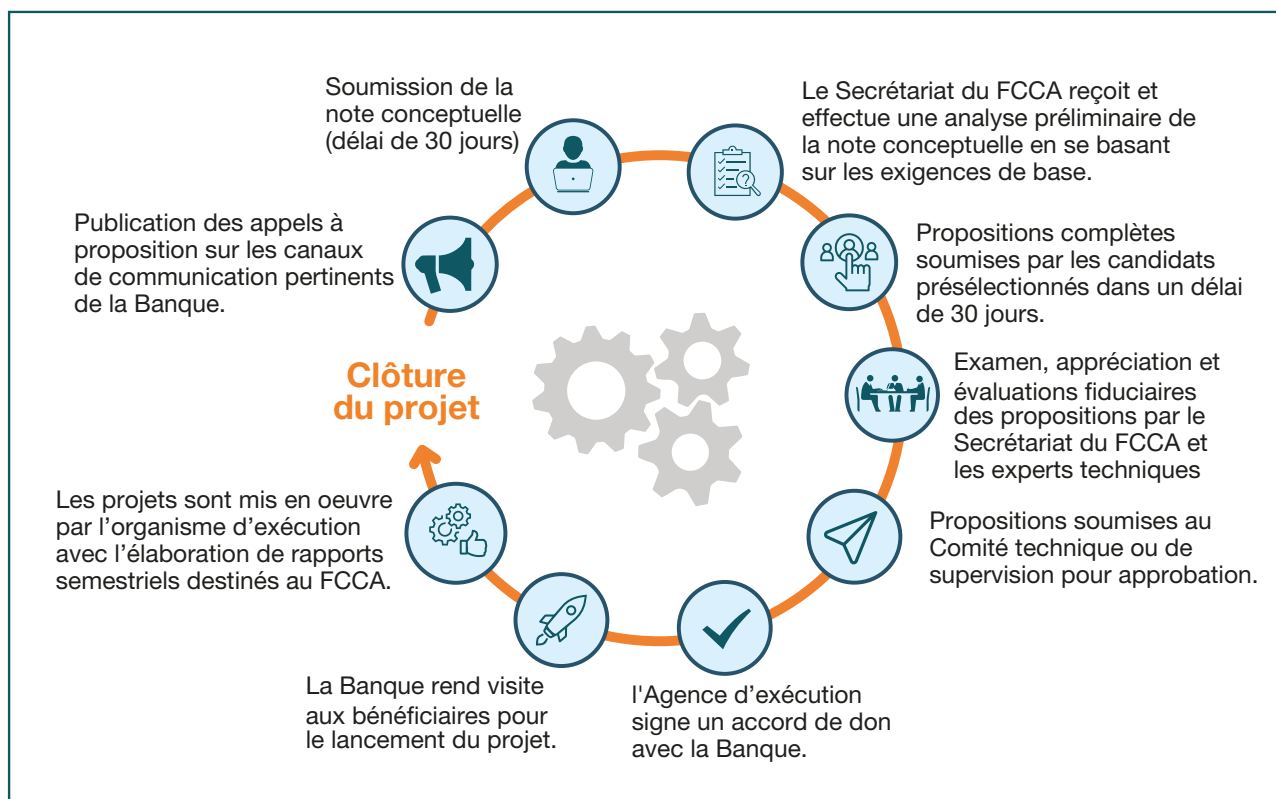 Publication des appels à
proposition sur les canaux
de communication pertinents
de la Banque.
Soumission de la
note conceptuelle
(délai de 30 jours)
Le Secrétariat du FCCA reçoit et
effectue une analyse préliminaire de
la note conceptuelle en se basant
sur les exigences de base.
Propositions complètes
soumises par les candidats
présélectionnés dans un délai
de 30 jours.
Examen, appréciation et
évaluations fiduciaires
des propositions par le
Secrétariat du FCCA et
les experts techniques
Propositions soumises au
Comité technique ou de
supervision pour approbation.
l'Agence d’exécution
signe un accord de don
avec la Banque.
La Banque rend visite
aux bénéficiaires pour
le lancement du projet.
Les projets sont mis en oeuvre
par l’organisme d’exécution
avec l’élaboration de rapports
semestriels destinés au FCCA.
Clôture
du projet